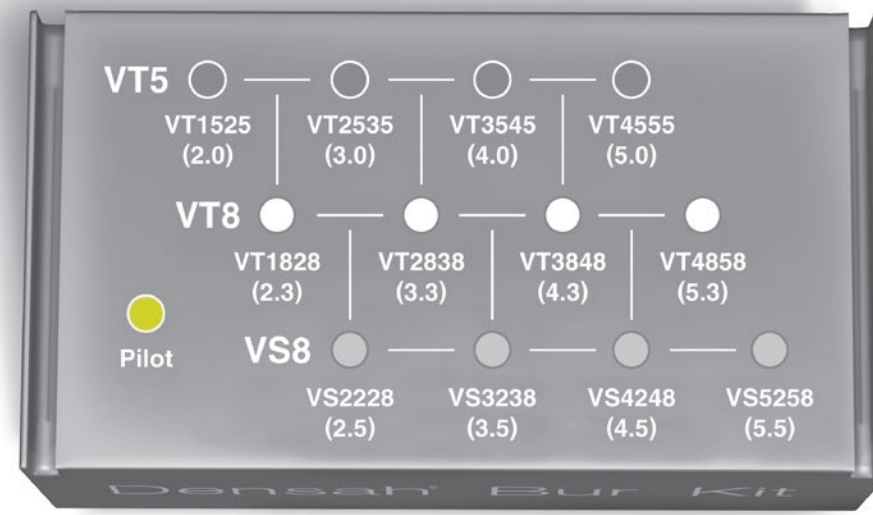 VT5
VT1525 VT2535 VT3545 VT4555
(2.0) (3.0) (4.0) (5.0)
VT8
VT1828 VT2838 VT3848 VT4858
(2.3) (3.3) (4.3) (5.3)
Pilot VS8
VS2228 VS3238 VS4248 VS5258
(2.5) (3.5) (4.5) (5.5)
Densah® Bur Kit